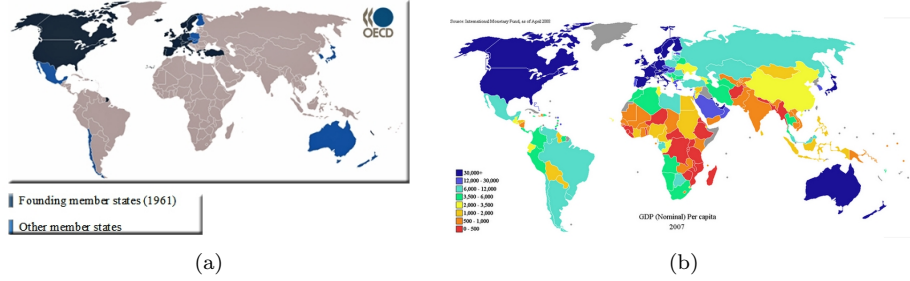 OECD
Founding member states (1961)
Other member states
(a)
Source: International Monetary Fund, as of April 2008
30,000+
12,000 - 30,000
6,000 - 12,000
3,500 - 6,000
2,000 - 3,500
1,000 - 2,000
500 - 1,000
0 - 500
GDP (Nominal) Per capita
2007
(b)